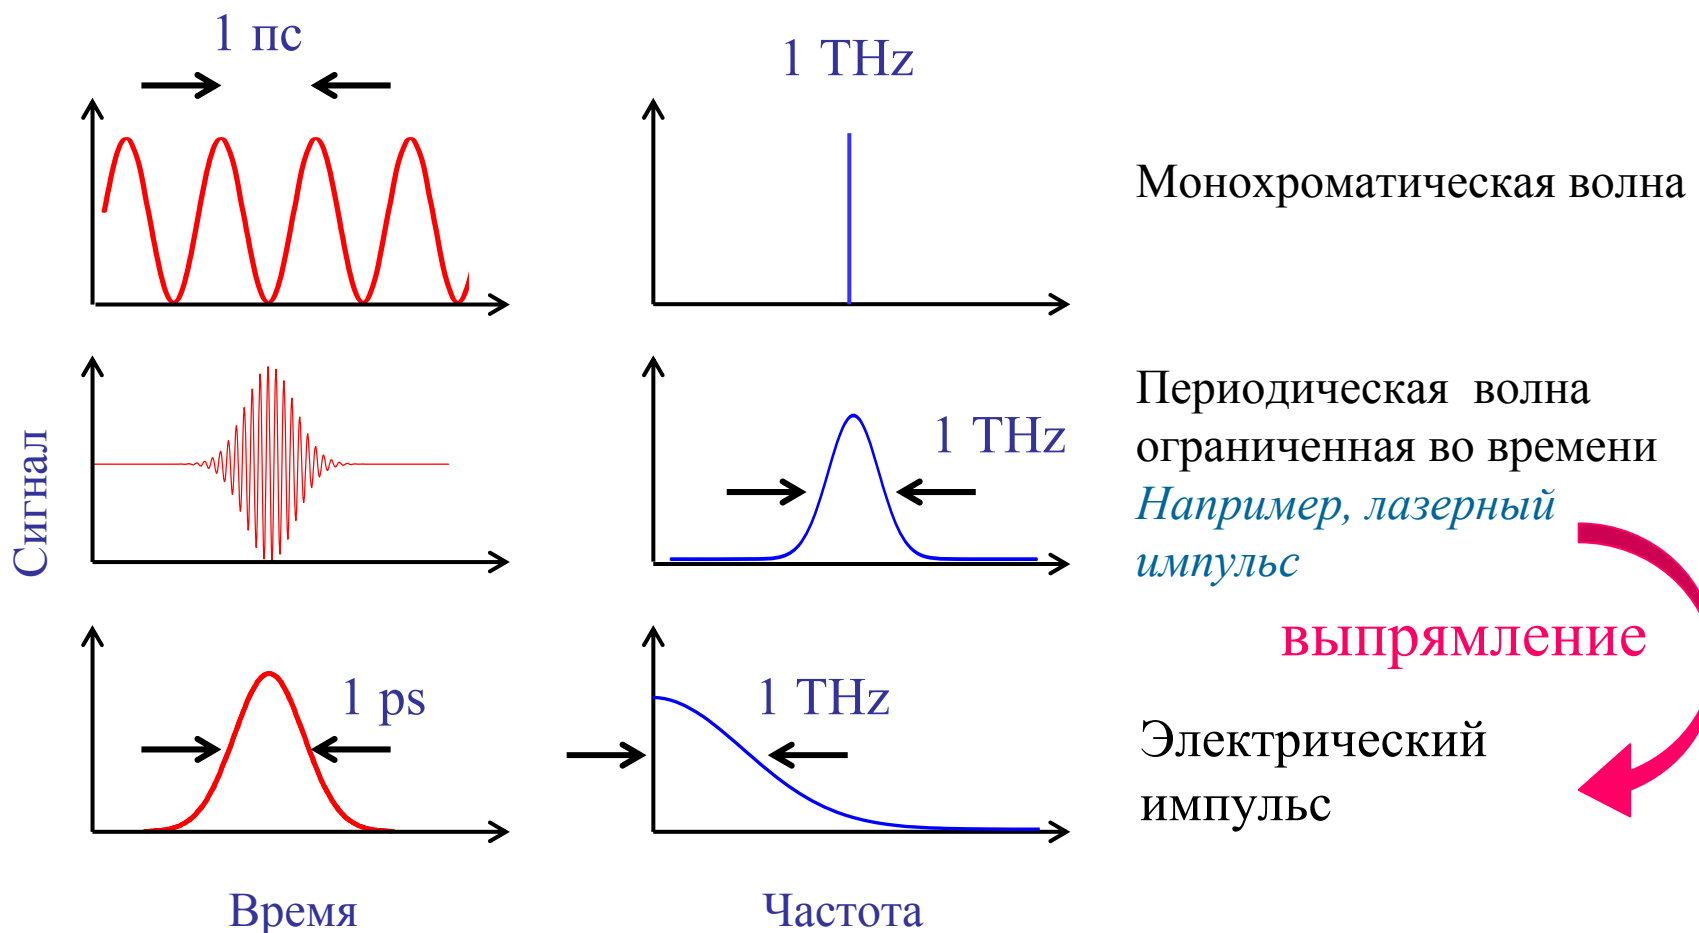 1 пс
1 THz
Монохроматическая волна
Периодическая волна
ограниченная во времени
Например, лазерный
импульс
1 THz
Сигнал
выпрямление
1 ps
1 THz
Электрический
импульс
Время
Частота